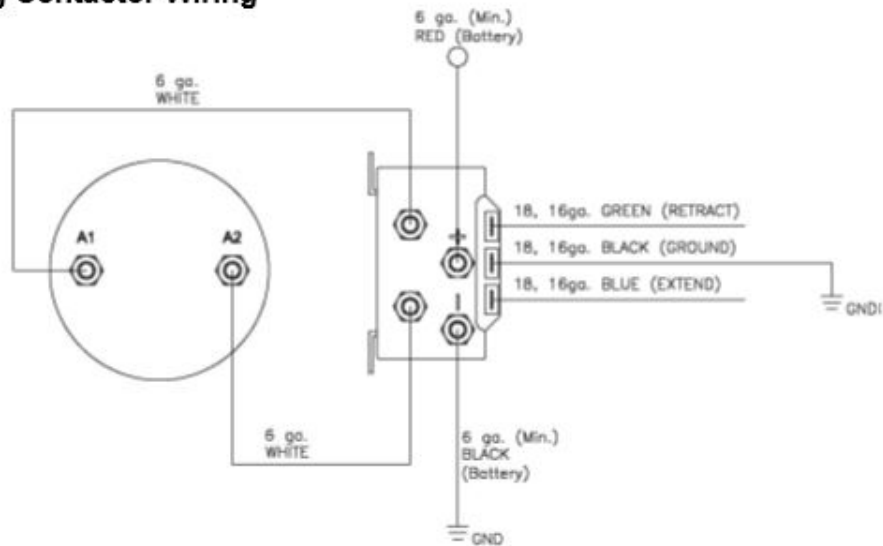 Contactor Wiring
6 ga. (Min.)
RED (Battery)
6 ga.
WHITE
A1
A2
+
–
18, 16ga. GREEN (RETRACT)
18, 16ga. BLACK (GROUND)
18, 16ga. BLUE (EXTEND)
GND
6 ga.
WHITE
6 ga. (Min.)
BLACK
(Battery)
GND